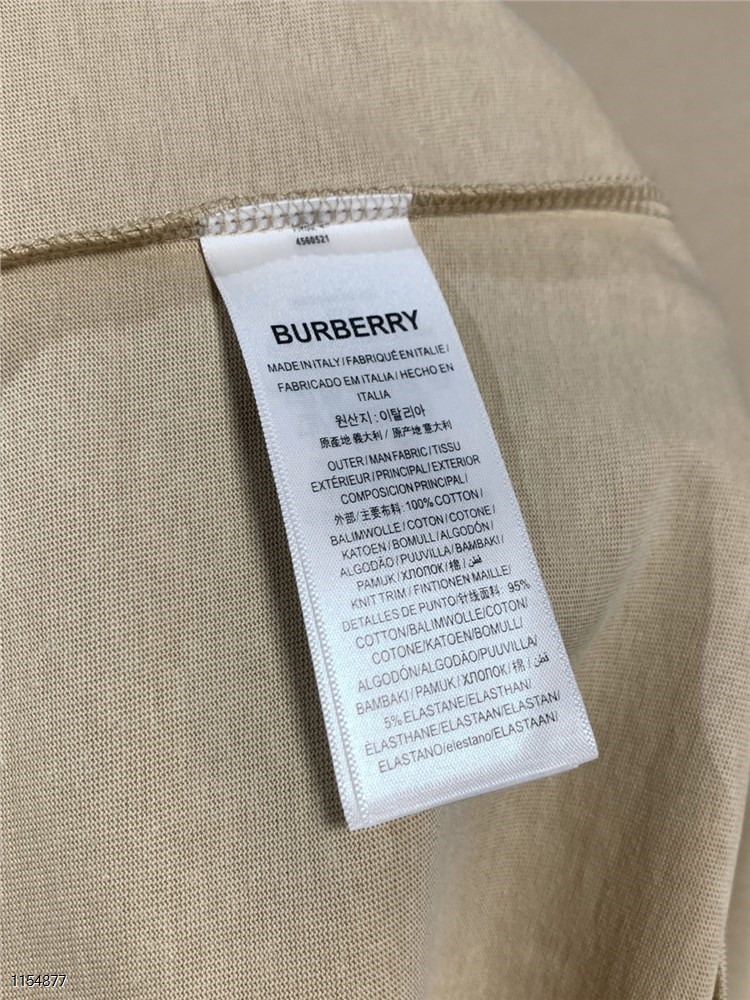 4560521
BURBERRY
MADE IN ITALY / FABRIQUÉ EN ITALIE /
FABRICADO EM ITALIA / HECHO EN
ITALIA
원산지 : 이탈리아
原產地 義大利 / 原产地 意大利
OUTER / MAN FABRIC / TISSU
EXTÉRIEUR / PRINCIPAL / EXTERIOR
COMPOSICION PRINCIPAL /
外部 / 主要布料: 100% COTTON /
BALIMWOLLE / COTON / COTONE /
KATOEN / BOMULL / ALGODÓN /
ALGODÃO / PUUVILLA / BAMBAKI /
PAMUK / ХЛОПОК / 棉 / قطن
KNIT TRIM / FINTIONEN MAILLE /
DETALLES DE PUNTO/针线面料: 95%
COTTON/BALIMWOLLE/COTON/
COTONE/KATOEN/BOMULL/
ALGODÓN/ALGODÃO/PUUVILLA/
BAMBAKI / PAMUK / ХЛОПОК / 棉 / قطن
5% ELASTANE/ELASTHAN/
ÉLASTHANE/ELASTAAN/ELASTAN/
ELASTANO/elestano/ELASTAAN/
1154877